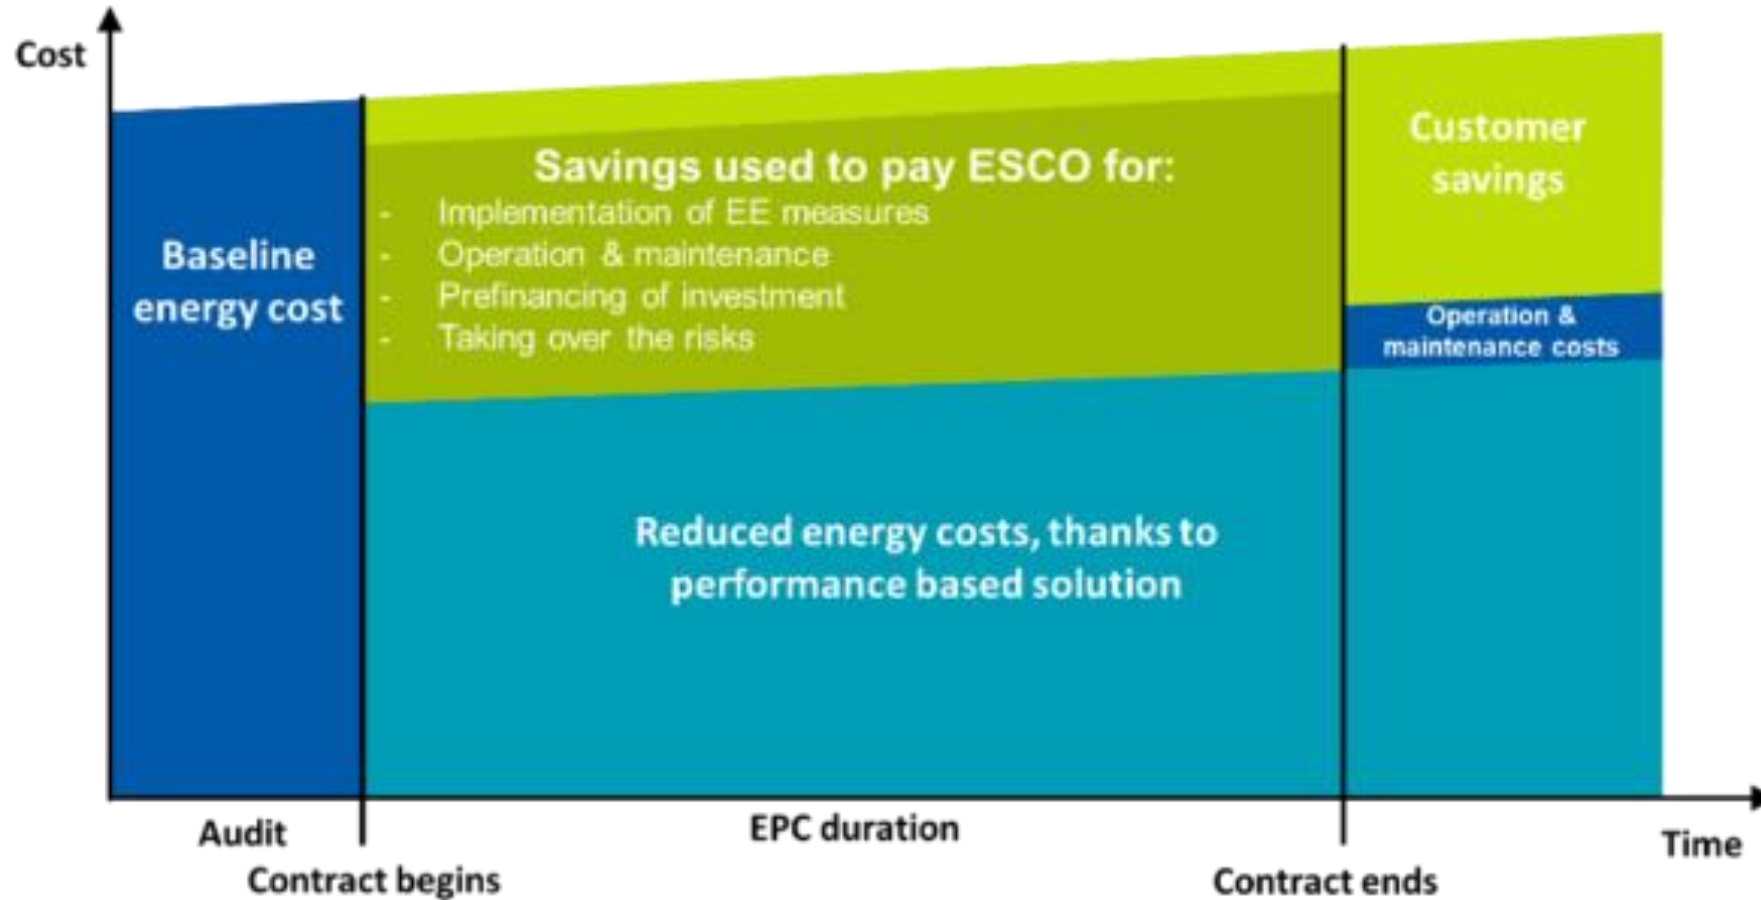 Cost
Baseline
energy cost
Savings used to pay ESCO for:
- Implementation of EE measures
- Operation & maintenance
- Prefinancing of investment
- Taking over the risks
Customer
savings
Operation &
maintenance costs
Reduced energy costs, thanks to
performance based solution
Audit
EPC duration
Time
Contract begins
Contract ends